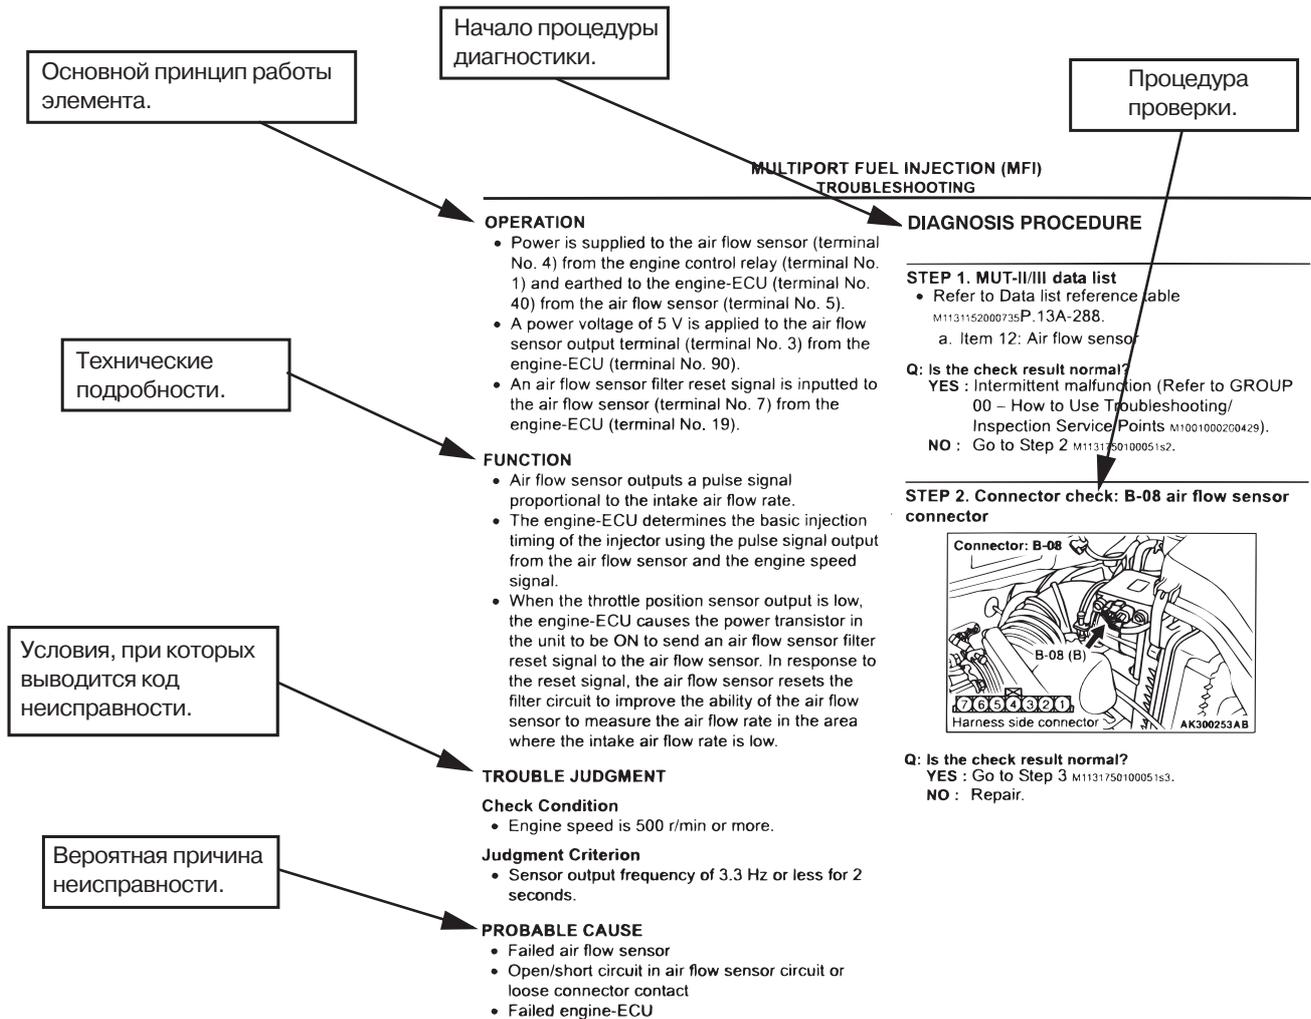 Начало процедуры
диагностики.
Основной принцип работы
элемента.
Процедура
проверки.
MULTIPORT FUEL INJECTION (MFI)
TROUBLESHOOTING
OPERATION
• Power is supplied to the air flow sensor (terminal
No. 4) from the engine control relay (terminal No.
1) and earthed to the engine-ECU (terminal No.
40) from the air flow sensor (terminal No. 5).
• A power voltage of 5 V is applied to the air flow
sensor output terminal (terminal No. 3) from the
engine-ECU (terminal No. 90).
• An air flow sensor filter reset signal is inputted to
the air flow sensor (terminal No. 7) from the
engine-ECU (terminal No. 19).
Технические
подробности.
FUNCTION
• Air flow sensor outputs a pulse signal
proportional to the intake air flow rate.
• The engine-ECU determines the basic injection
timing of the injector using the pulse signal output
from the air flow sensor and the engine speed
signal.
• When the throttle position sensor output is low,
the engine-ECU causes the power transistor in
the unit to be ON to send an air flow sensor filter
reset signal to the air flow sensor. In response to
the reset signal, the air flow sensor resets the
filter circuit to improve the ability of the air flow
sensor to measure the air flow rate in the area
where the intake air flow rate is low.
Условия, при которых
выводится код
неисправности.
TROUBLE JUDGMENT
Check Condition
• Engine speed is 500 r/min or more.
Judgment Criterion
• Sensor output frequency of 3.3 Hz or less for 2
seconds.
Вероятная причина
неисправности.
PROBABLE CAUSE
• Failed air flow sensor
• Open/short circuit in air flow sensor circuit or
loose connector contact
• Failed engine-ECU
DIAGNOSIS PROCEDURE
STEP 1. MUT-II/III data list
• Refer to Data list reference table
M1131152000735P.13A-288.
a. Item 12: Air flow sensor
Q: Is the check result normal?
YES : Intermittent malfunction (Refer to GROUP
00 – How to Use Troubleshooting/
Inspection Service Points M1001000200429).
NO : Go to Step 2 M1131750100051s2.
STEP 2. Connector check: B-08 air flow sensor
connector
Connector: B-08
B-08 (B)
7 6 5 4 3 2 1
Harness side connector
AK300253AB
Q: Is the check result normal?
YES : Go to Step 3 M1131750100051s3.
NO : Repair.